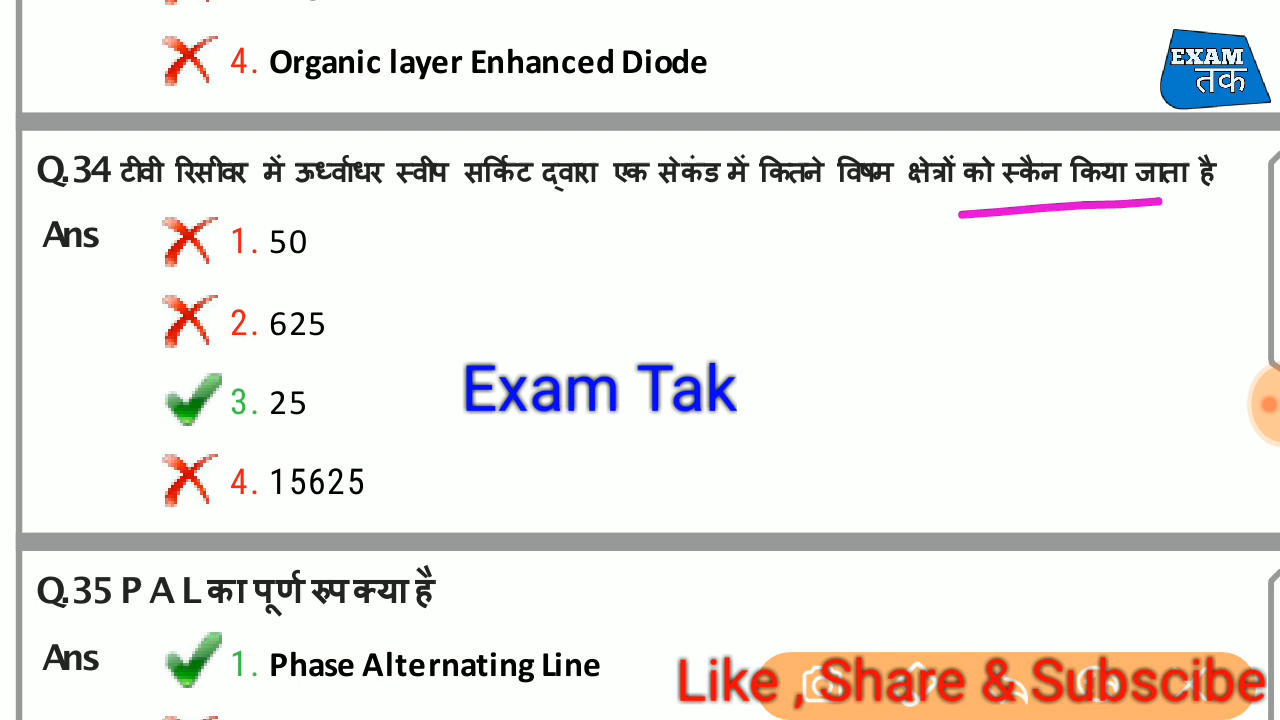 4. Organic layer Enhanced Diode
EXAM
तक
Q.34 टीवी रिसीवर में ऊर्ध्वाधर स्वीप सर्किट द्वारा एक सेकंड में कितने विषम क्षेत्रों को स्कैन किया जाता है
Ans
1. 50
2. 625
3. 25
4. 15625
Exam Tak
Q.35 P A L का पूर्ण रुप क्या है
Ans
1. Phase Alternating Line
Like , Share & Subscibe